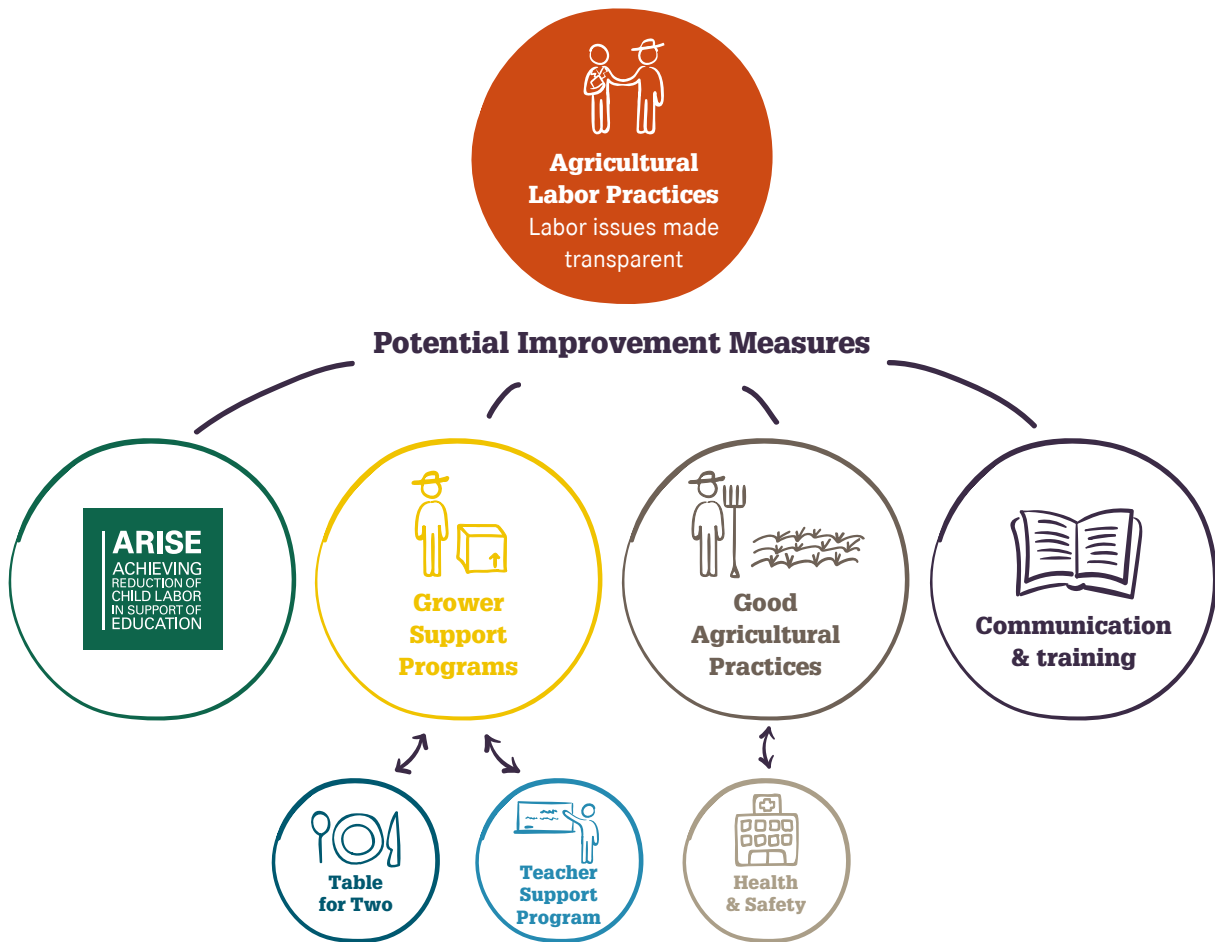 Agricultural
Labor Practices
Labor issues made
transparent
Potential Improvement Measures
ARISE
ACHIEVING
REDUCTION OF
CHILD LABOR
IN SUPPORT OF
EDUCATION
Grower
Support
Programs
Good
Agricultural
Practices
Communication
& training
Table
for Two
Teacher
Support
Program
Health
& Safety